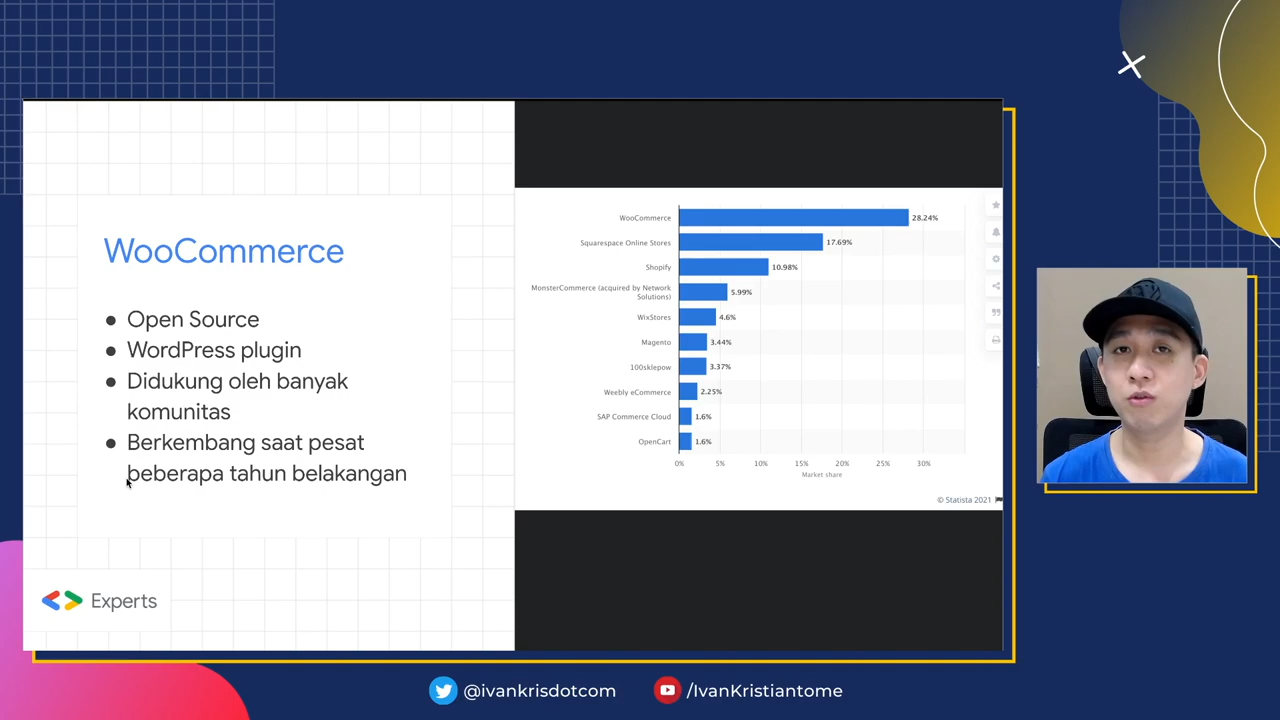 WooCommerce
● Open Source
● WordPress plugin
● Didukung oleh banyak
komunitas
● Berkembang saat pesat
beberapa tahun belakangan
Experts
WooCommerce 28.24%
Squarespace Online Stores 17.69%
Shopify 10.98%
MonsterCommerce (acquired by Network
Solutions) 5.99%
WixStores 4.6%
Magento 3.44%
100sklepow 3.37%
Weebly eCommerce 2.25%
SAP Commerce Cloud 1.6%
OpenCart 1.6%
0% 5% 10% 15% 20% 25% 30%
Market share
© Statista 2021
@ivankrisdotcom /IvanKristiantome